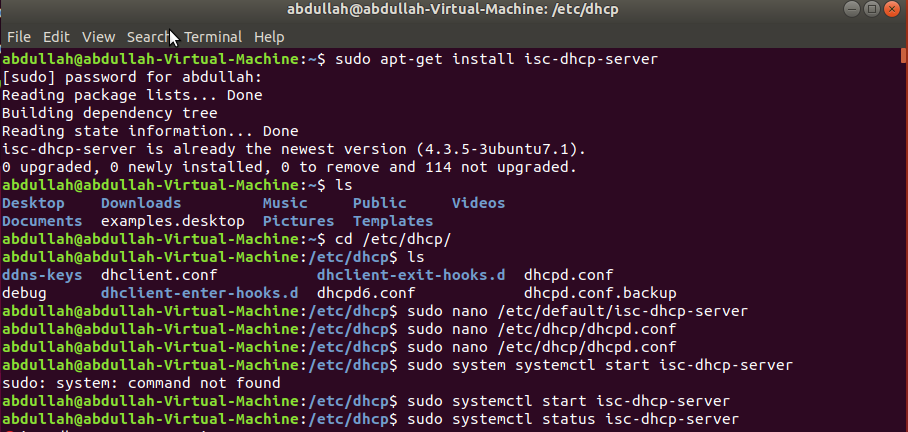 abdullah@abdullah-Virtual-Machine: /etc/dhcp
File Edit View Search Terminal Help
abdullah@abdullah-Virtual-Machine:~$ sudo apt-get install isc-dhcp-server
[sudo] password for abdullah:
Reading package lists... Done
Building dependency tree
Reading state information... Done
isc-dhcp-server is already the newest version (4.3.5-3ubuntu7.1).
0 upgraded, 0 newly installed, 0 to remove and 114 not upgraded.
abdullah@abdullah-Virtual-Machine:~$ ls
Desktop Downloads Music Public Videos
Documents examples.desktop Pictures Templates
abdullah@abdullah-Virtual-Machine:~$ cd /etc/dhcp/
abdullah@abdullah-Virtual-Machine:/etc/dhcp$ ls
ddns-keys dhclient.conf dhclient-exit-hooks.d dhcpd.conf
debug dhclient-enter-hooks.d dhcpd6.conf dhcpd.conf.backup
abdullah@abdullah-Virtual-Machine:/etc/dhcp$ sudo nano /etc/default/isc-dhcp-server
abdullah@abdullah-Virtual-Machine:/etc/dhcp$ sudo nano /etc/dhcp/dhcpd.conf
abdullah@abdullah-Virtual-Machine:/etc/dhcp$ sudo nano /etc/dhcp/dhcpd.conf
abdullah@abdullah-Virtual-Machine:/etc/dhcp$ sudo system systemctl start isc-dhcp-server
sudo: system: command not found
abdullah@abdullah-Virtual-Machine:/etc/dhcp$ sudo systemctl start isc-dhcp-server
abdullah@abdullah-Virtual-Machine:/etc/dhcp$ sudo systemctl status isc-dhcp-server